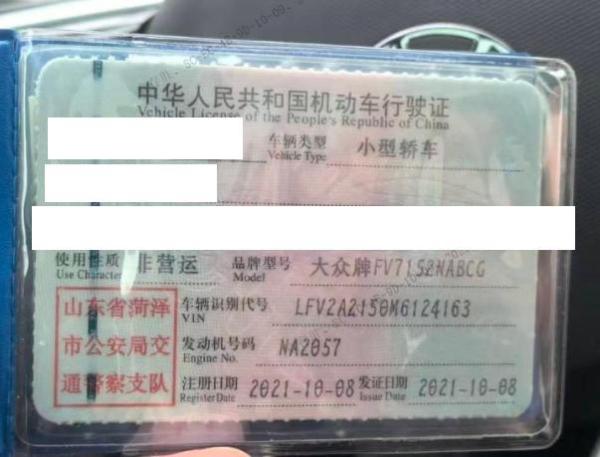 中华人民共和国机动车行驶证
Vehicle License of the People's Republic of China
车辆类型 小型轿车
Vehicle Type
使用性质 非营运 品牌型号 大众牌FV7152NABCG
Use Character Model
山东省菏泽
市公安局交
通警察支队
车辆识别代号 LFV2A2150M6124163
VIN
发动机号码 NA2057
Engine No.
注册日期 2021-10-08 发证日期 2021-10-08
Register Date Issue Date